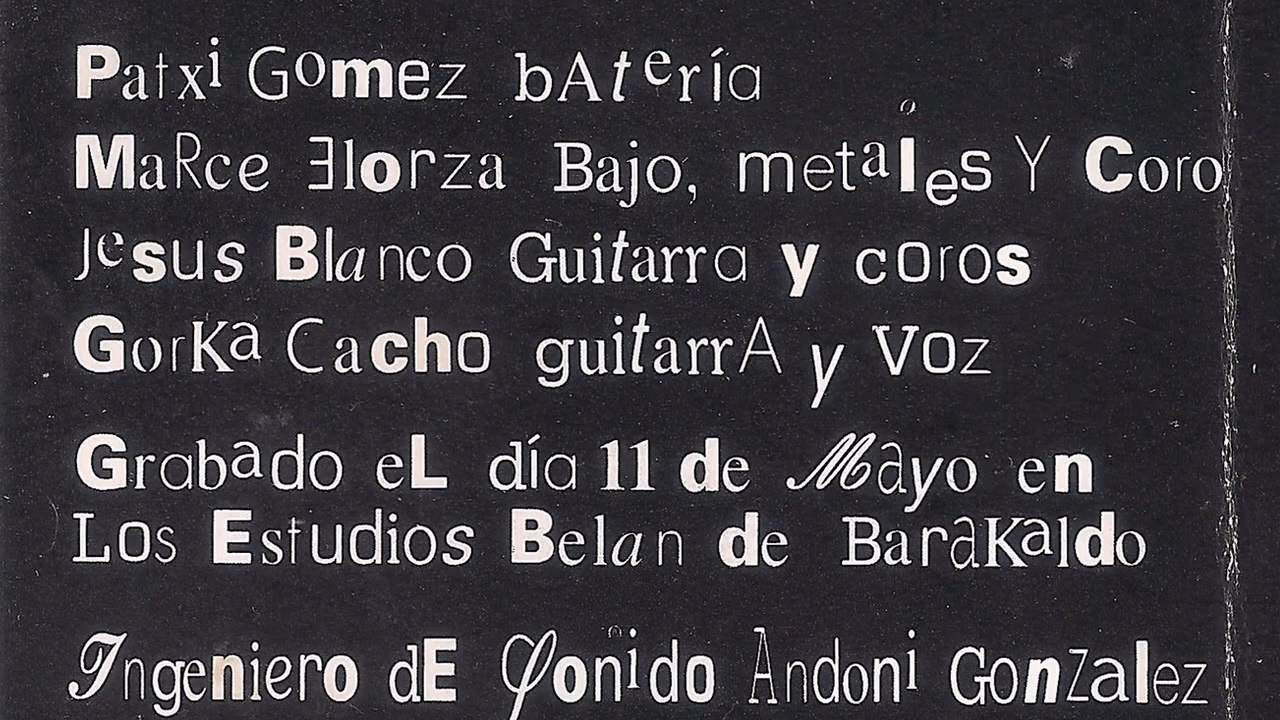 Patxi Gomez bAtería
MaRce Elorza Bajo, metales Y Coro
Jesus Blanco Guitarra y coros
GorKa Cacho guitarrA y Voz
Grabado eL día 11 de Mayo en
Los Estudios Belan de BaraKaldo
Ingeniero dE Sonido Andoni GonZalez